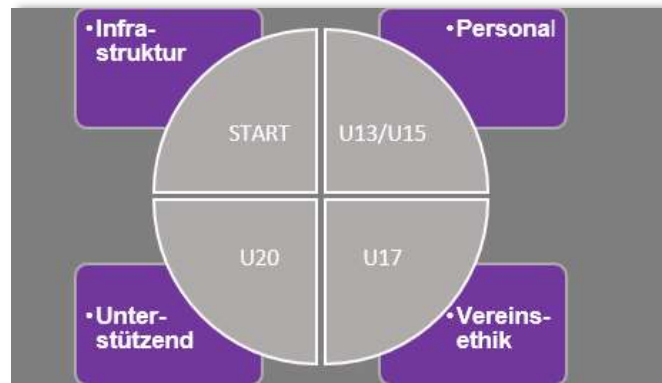 •Infra-
struktur
•Personal
START
U13/U15
U20
U17
•Unter-
stützend
•Vereins-
ethik